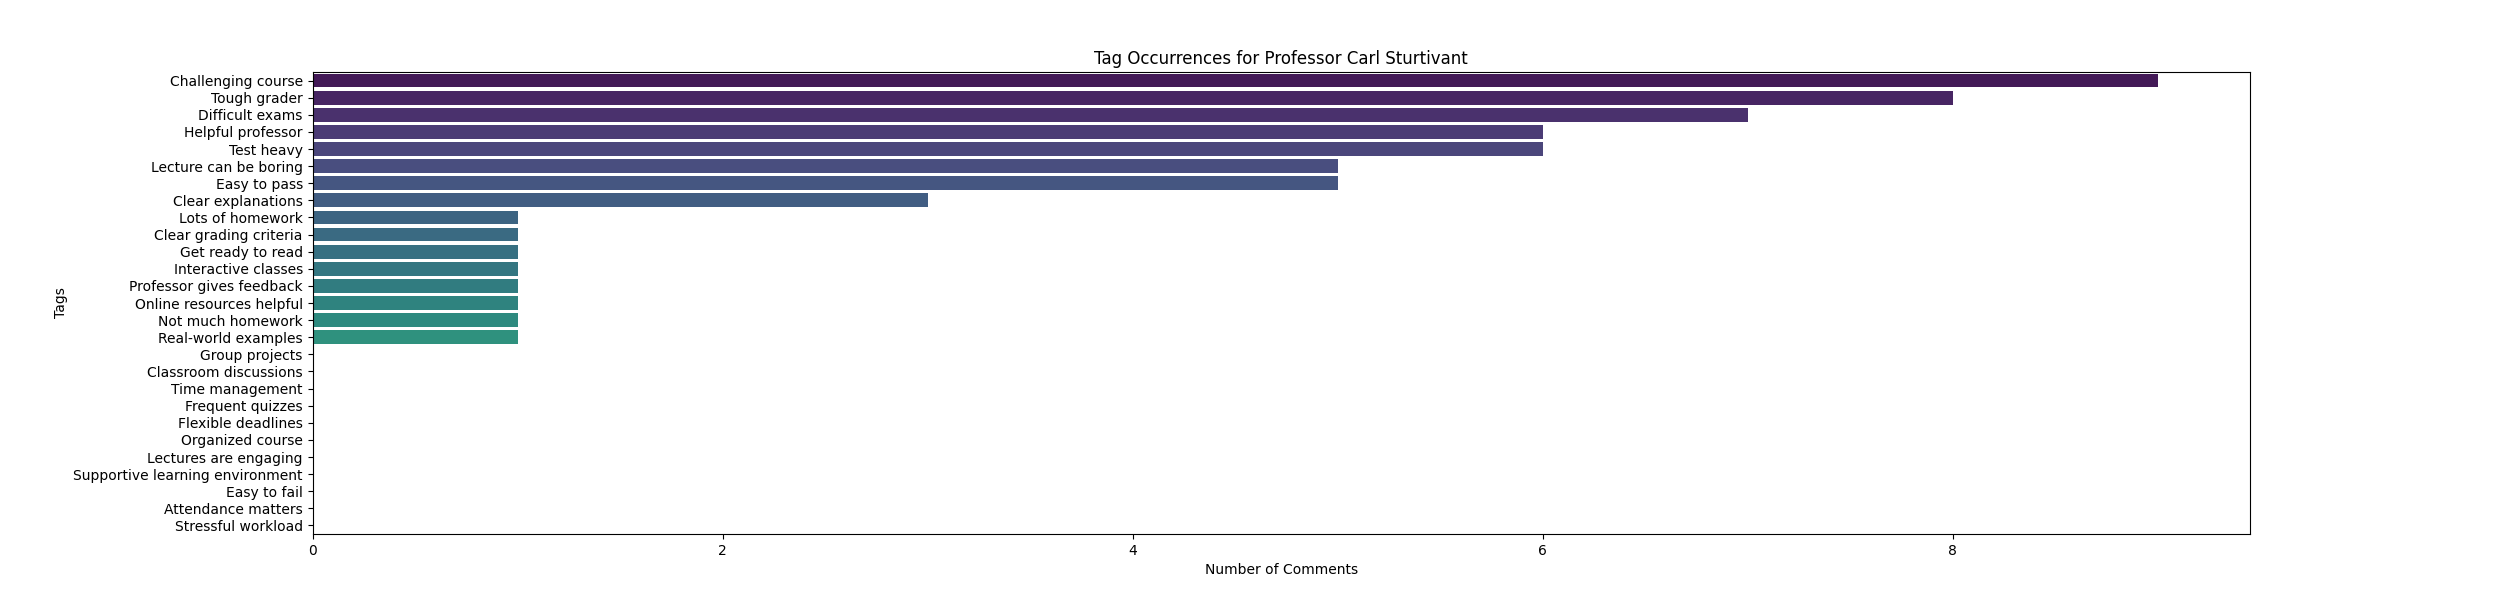 Tag Occurrences for Professor Carl Sturtivant
Challenging course
Tough grader
Difficult exams
Helpful professor
Test heavy
Lecture can be boring
Easy to pass
Clear explanations
Lots of homework
Clear grading criteria
Get ready to read
Interactive classes
Professor gives feedback
Online resources helpful
Not much homework
Real-world examples
Group projects
Classroom discussions
Time management
Frequent quizzes
Flexible deadlines
Organized course
Lectures are engaging
Supportive learning environment
Easy to fail
Attendance matters
Stressful workload
Tags
0 2 4 6 8
Number of Comments